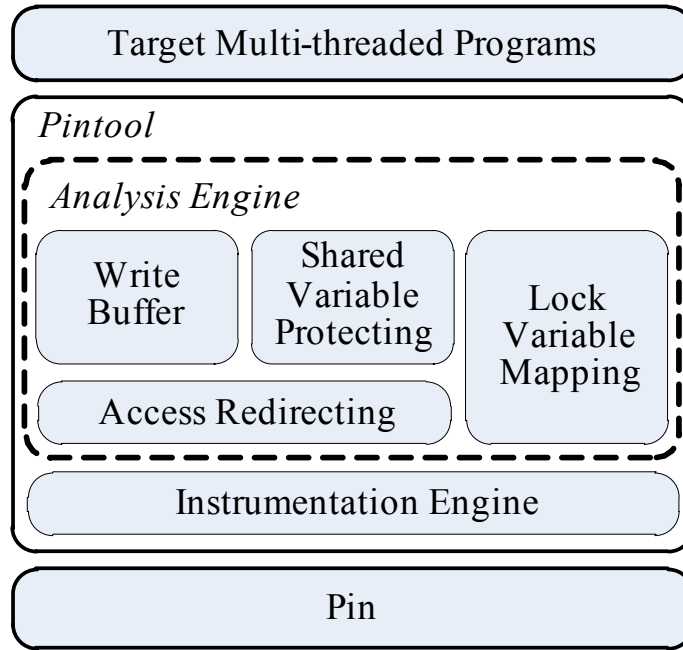 Target Multi-threaded Programs
Pintool
Analysis Engine
Write
Buffer
Shared
Variable
Protecting
Lock
Variable
Mapping
Access Redirecting
Instrumentation Engine
Pin